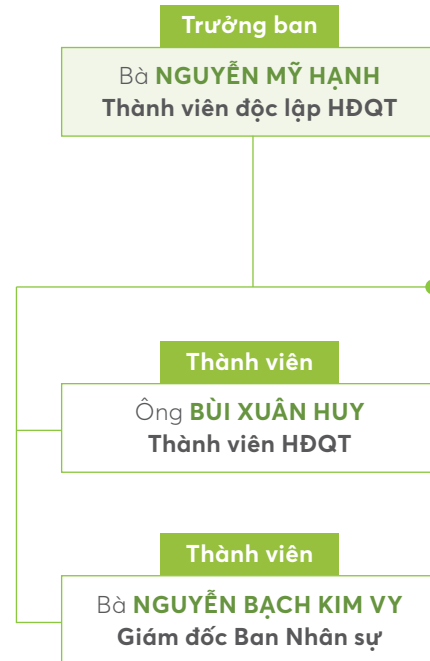 Trưởng ban
Bà NGUYỄN MỸ HẠNH
Thành viên độc lập HĐQT
Thành viên
Ông BÙI XUÂN HUY
Thành viên HĐQT
Thành viên
Bà NGUYỄN BẠCH KIM VY
Giám đốc Ban Nhân sự